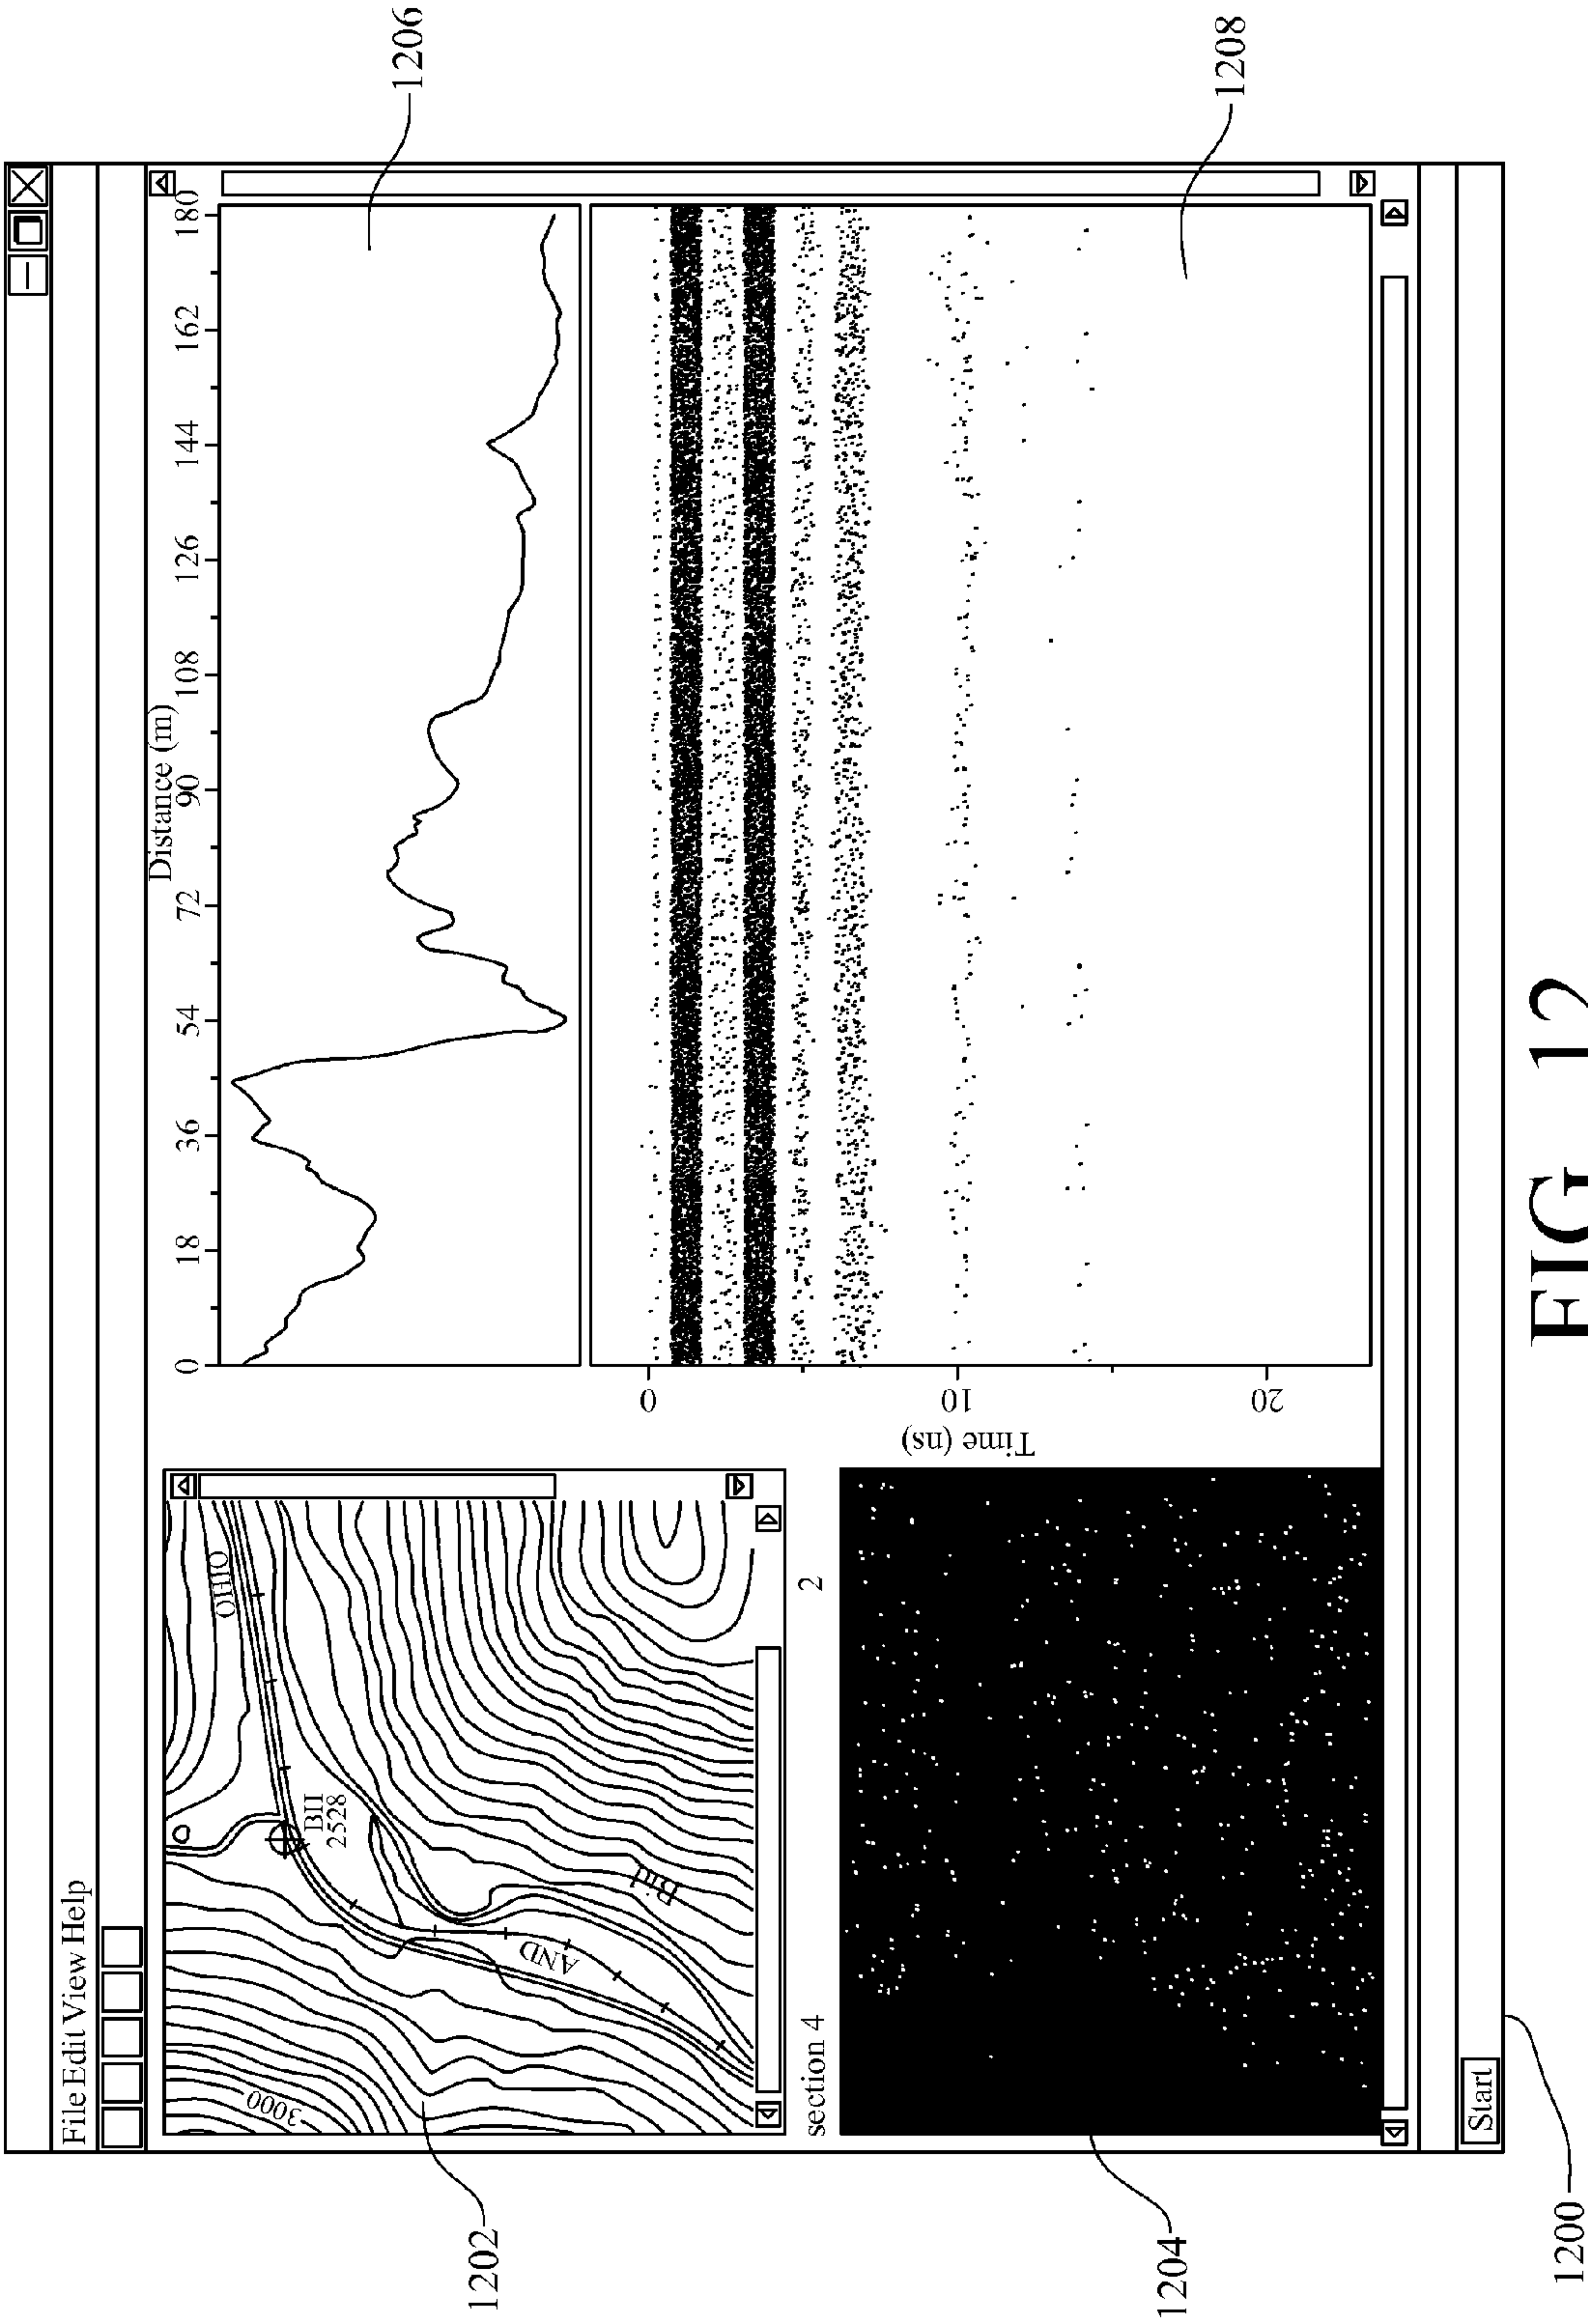 File Edit View Help
OHIO
BII
2528
3000
AND
Bid
section 4 2
Distance (m)
0 18 36 54 72 90 108 126 144 162 180
Time (ns)
0
10
20
Start
1200
1202
1204
1206
1208
FIG. 12